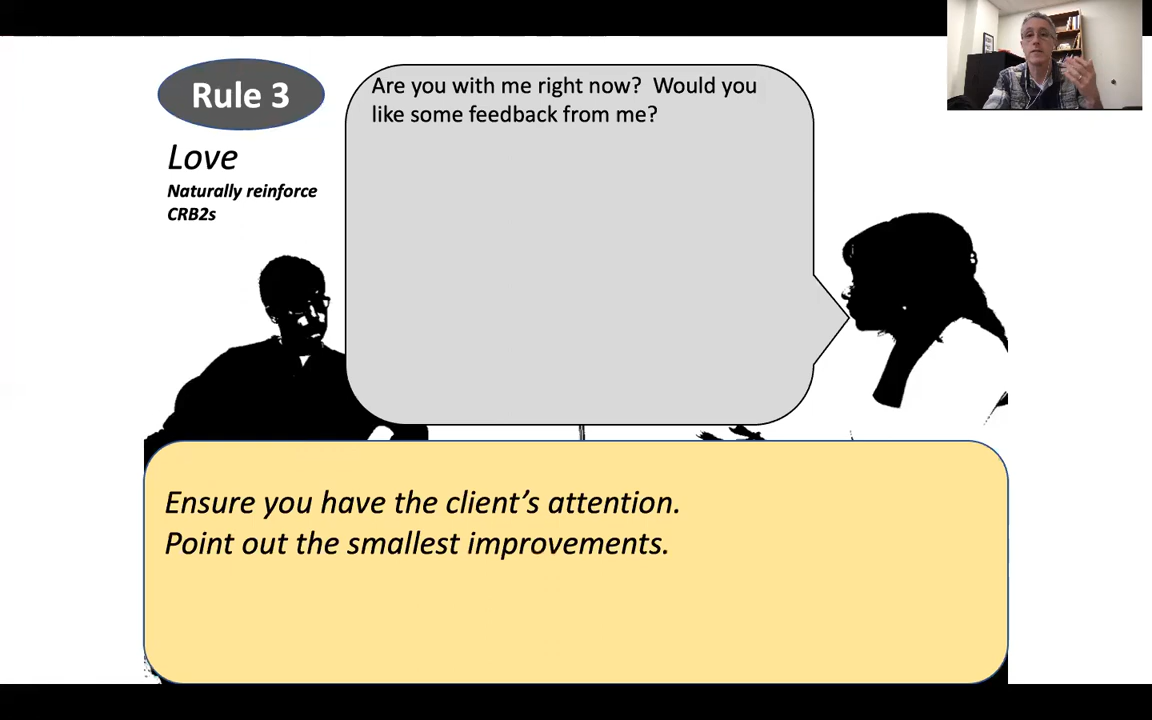 Rule 3
Love
Naturally reinforce
CRB2s
Are you with me right now?  Would you
like some feedback from me?
Ensure you have the client’s attention.
Point out the smallest improvements.